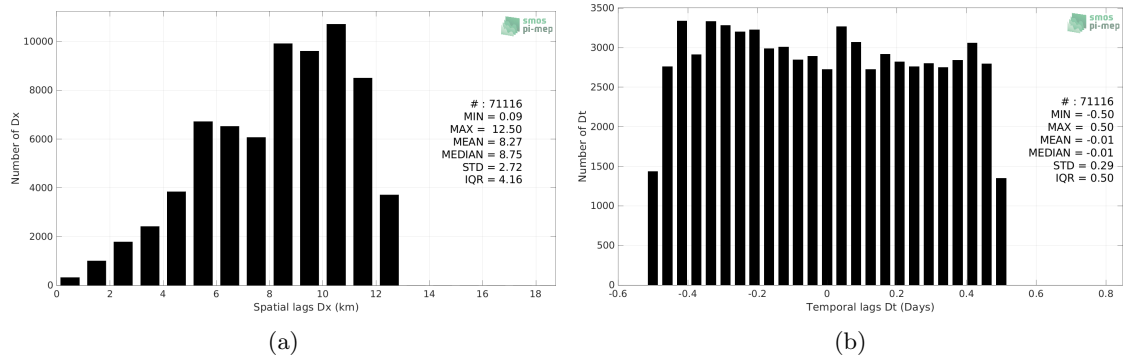 smos
pi-mep
10000
8000
6000
4000
2000
0
Number of Dx
# : 71116
MIN = 0.09
MAX = 12.50
MEAN = 8.27
MEDIAN = 8.75
STD = 2.72
IQR = 4.16
0 2 4 6 8 10 12 14 16 18
Spatial lags Dx (km)
(a)
smos
pi-mep
3500
3000
2500
2000
1500
1000
500
0
Number of Dt
# : 71116
MIN = -0.50
MAX = 0.50
MEAN = -0.01
MEDIAN = -0.01
STD = 0.29
IQR = 0.50
-0.6 -0.4 -0.2 0 0.2 0.4 0.6 0.8
Temporal lags Dt (Days)
(b)